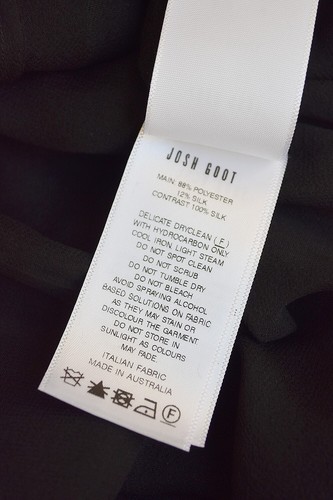 JOSH GOOT
MAIN: 88% POLYESTER
12% SILK
CONTRAST 100% SILK
DELICATE DRYCLEAN (F)
WITH HYDROCARBON ONLY
COOL IRON, LIGHT STEAM
DO NOT SPOT CLEAN
DO NOT SCRUB
DO NOT TUMBLE DRY
DO NOT BLEACH
AVOID SPRAYING ALCOHOL
BASED SOLUTIONS ON FABRIC
AS THEY MAY STAIN OR
DISCOLOUR THE GARMENT
DO NOT STORE IN
SUNLIGHT AS COLOURS
MAY FADE.
ITALIAN FABRIC
MADE IN AUSTRALIA
F